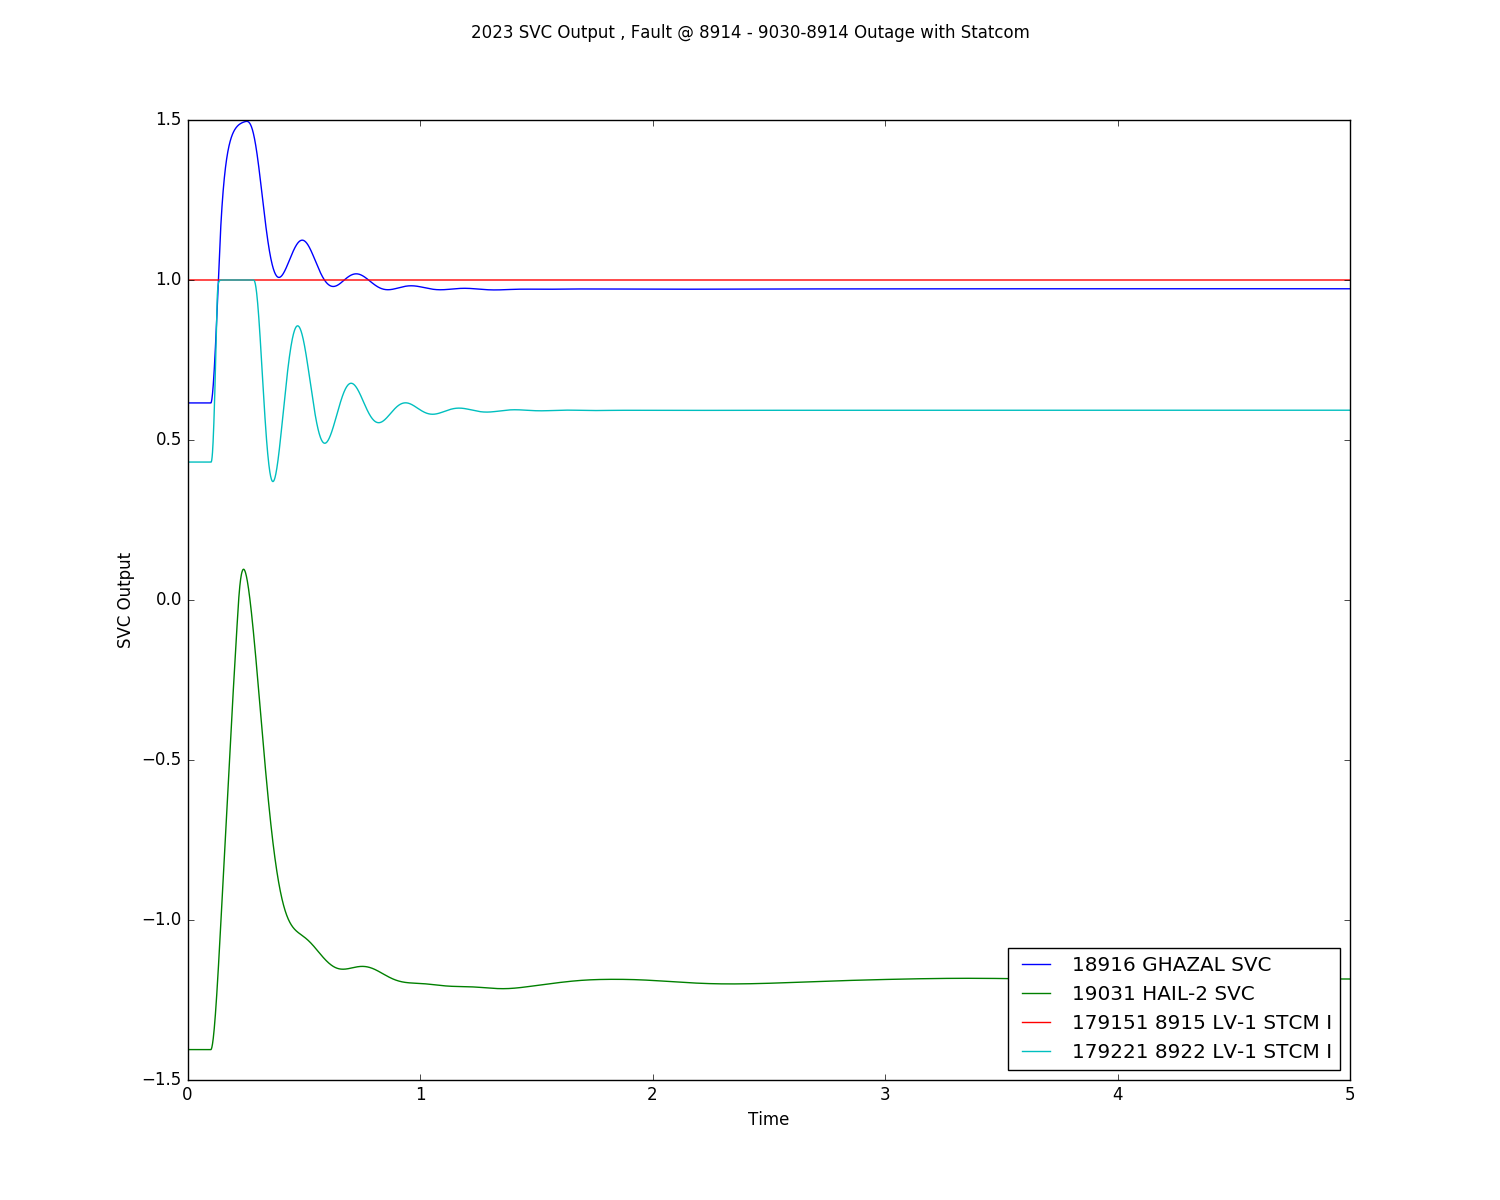 2023 SVC Output , Fault @ 8914 - 9030-8914 Outage with Statcom
1.5
1.0
0.5
0.0
−0.5
−1.0
−1.5
SVC Output
0 1 2 3 4 5
Time
18916 GHAZAL SVC
19031 HAIL-2 SVC
179151 8915 LV-1 STCM I
179221 8922 LV-1 STCM I